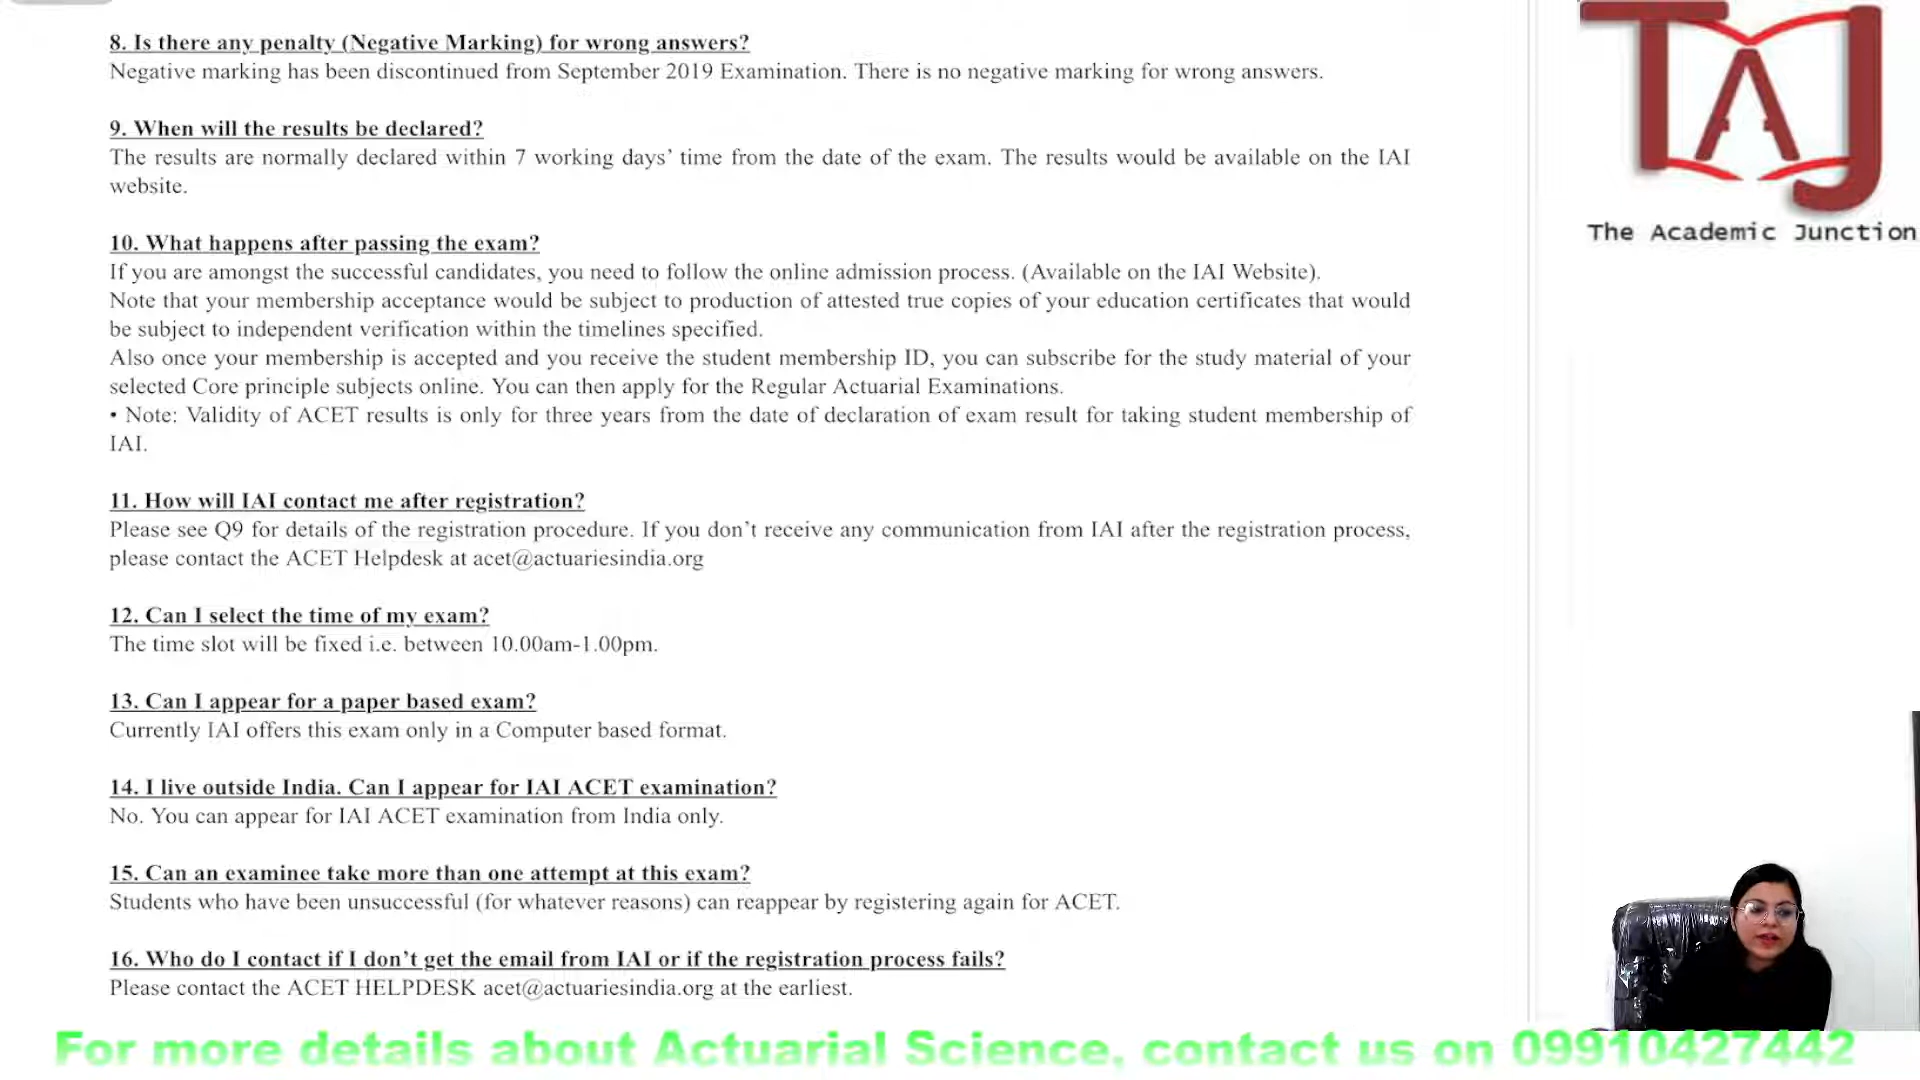 8. Is there any penalty (Negative Marking) for wrong answers?
Negative marking has been discontinued from September 2019 Examination. There is no negative marking for wrong answers.
9. When will the results be declared?
The results are normally declared within 7 working days’ time from the date of the exam. The results would be available on the IAI
website.
10. What happens after passing the exam?
If you are amongst the successful candidates, you need to follow the online admission process. (Available on the IAI Website).
Note that your membership acceptance would be subject to production of attested true copies of your education certificates that would
be subject to independent verification within the timelines specified.
Also once your membership is accepted and you receive the student membership ID, you can subscribe for the study material of your
selected Core principle subjects online. You can then apply for the Regular Actuarial Examinations.
• Note: Validity of ACET results is only for three years from the date of declaration of exam result for taking student membership of
IAI.
11. How will IAI contact me after registration?
Please see Q9 for details of the registration procedure. If you don’t receive any communication from IAI after the registration process,
please contact the ACET Helpdesk at acet@actuariesindia.org
12. Can I select the time of my exam?
The time slot will be fixed i.e. between 10.00am-1.00pm.
13. Can I appear for a paper based exam?
Currently IAI offers this exam only in a Computer based format.
14. I live outside India. Can I appear for IAI ACET examination?
No. You can appear for IAI ACET examination from India only.
15. Can an examinee take more than one attempt at this exam?
Students who have been unsuccessful (for whatever reasons) can reappear by registering again for ACET.
16. Who do I contact if I don’t get the email from IAI or if the registration process fails?
Please contact the ACET HELPDESK acet@actuariesindia.org at the earliest.
TAJ
The Academic Junction
For more details about Actuarial Science, contact us on 09910427442